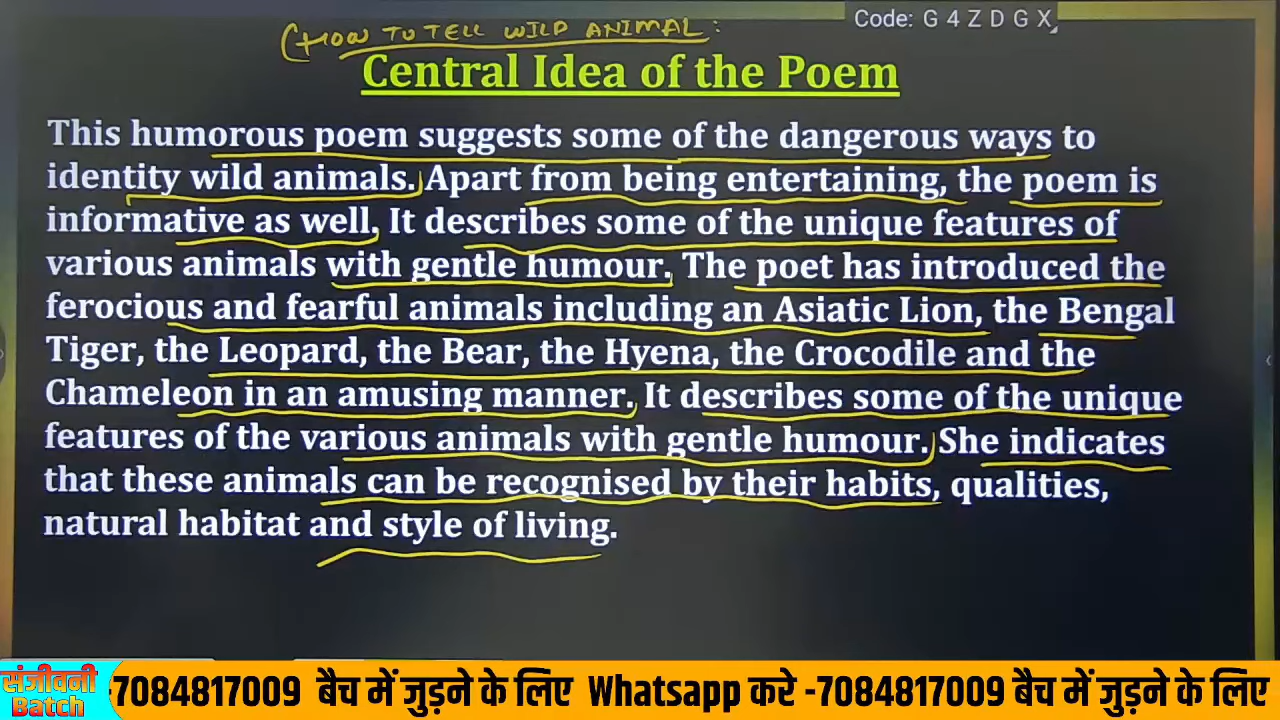 Code: G 4 Z D G X
(HOW TO TELL WILD ANIMAL:
Central Idea of the Poem
This humorous poem suggests some of the dangerous ways to
identity wild animals. Apart from being entertaining, the poem is
informative as well. It describes some of the unique features of
various animals with gentle humour. The poet has introduced the
ferocious and fearful animals including an Asiatic Lion, the Bengal
Tiger, the Leopard, the Bear, the Hyena, the Crocodile and the
Chameleon in an amusing manner. It describes some of the unique
features of the various animals with gentle humour. She indicates
that these animals can be recognised by their habits, qualities,
natural habitat and style of living.
संजीवनी
Batch
-7084817009 बैच में जुड़ने के लिए Whatsapp करे -7084817009 बैच में जुड़ने के लिए